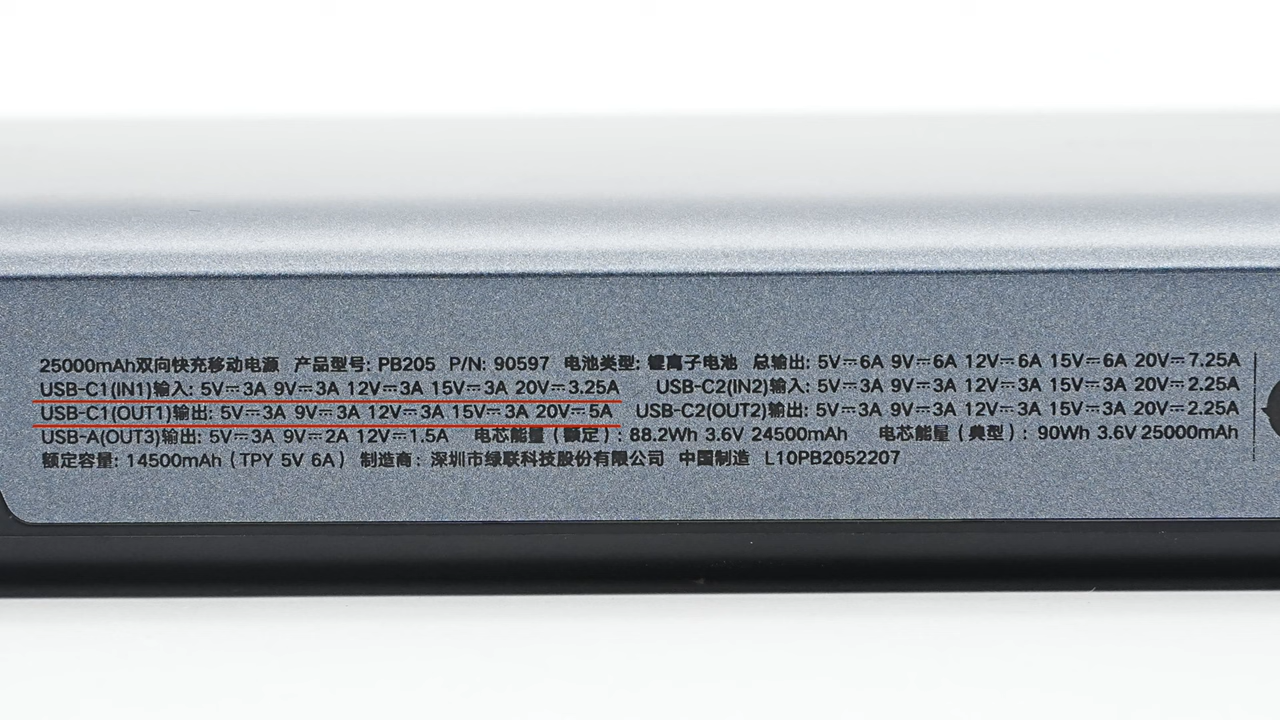 25000mAh双向快充移动电源 产品型号: PB205 P/N: 90597 电池类型: 锂离子电池 总输出: 5V⎓6A 9V⎓6A 12V⎓6A 15V⎓6A 20V⎓7.25A
USB-C1(IN1)输入: 5V⎓3A 9V⎓3A 12V⎓3A 15V⎓3A 20V⎓3.25A USB-C2(IN2)输入: 5V⎓3A 9V⎓3A 12V⎓3A 15V⎓3A 20V⎓2.25A
USB-C1(OUT1)输出: 5V⎓3A 9V⎓3A 12V⎓3A 15V⎓3A 20V⎓5A USB-C2(OUT2)输出: 5V⎓3A 9V⎓3A 12V⎓3A 15V⎓3A 20V⎓2.25A
USB-A(OUT3)输出: 5V⎓3A 9V⎓2A 12V⎓1.5A 电芯能量（额定）: 88.2Wh 3.6V 24500mAh 电芯能量（典型）: 90Wh 3.6V 25000mAh
额定容量: 14500mAh（TPY 5V 6A） 制造商: 深圳市绿联科技股份有限公司 中国制造 L10PB2052207